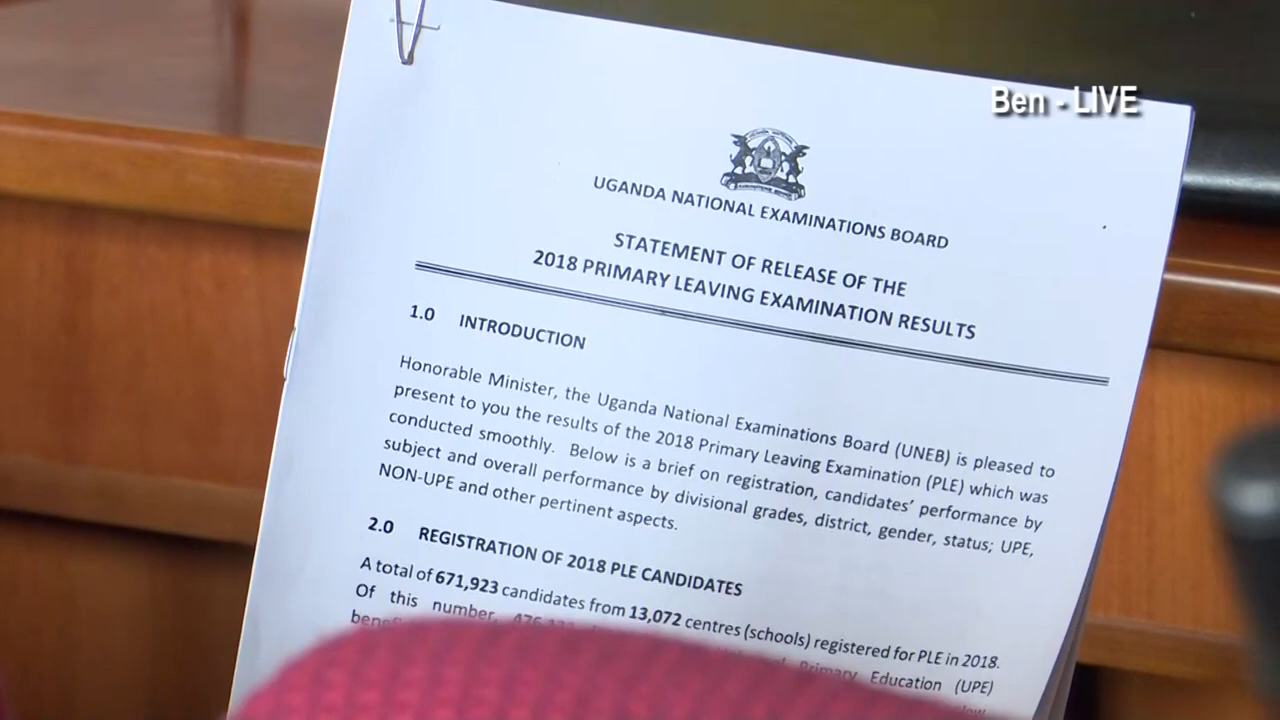 Ben - LIVE
UGANDA NATIONAL EXAMINATIONS BOARD
STATEMENT OF RELEASE OF THE
2018 PRIMARY LEAVING EXAMINATION RESULTS
1.0 INTRODUCTION
Honorable Minister, the Uganda National Examinations Board (UNEB) is pleased to
present to you the results of the 2018 Primary Leaving Examination (PLE) which was
conducted smoothly. Below is a brief on registration, candidates' performance by
subject and overall performance by divisional grades, district, gender, status; UPE,
NON-UPE and other pertinent aspects.
2.0 REGISTRATION OF 2018 PLE CANDIDATES
A total of 671,923 candidates from 13,072 centres (schools) registered for PLE in 2018.
Of this number,
Primary Education (UPE)